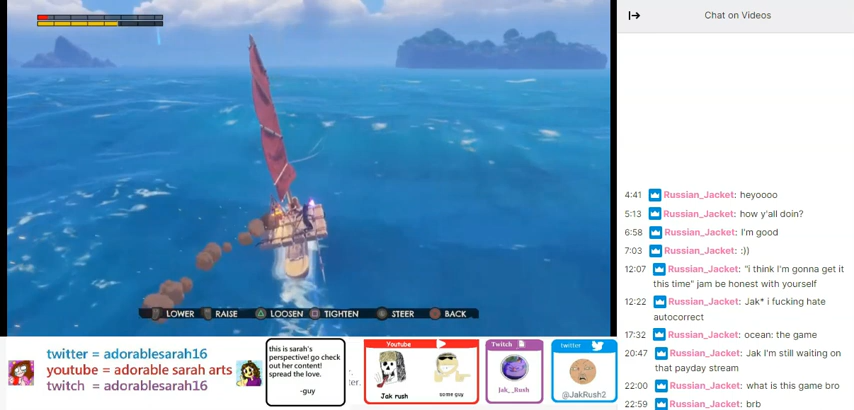 Chat on Videos
4:41 Russian_Jacket: heyoooo
5:13 Russian_Jacket: how y'all doin?
6:58 Russian_Jacket: I'm good
7:03 Russian_Jacket: :))
12:07 Russian_Jacket: "i think I'm gonna get it
this time" jam be honest with yourself
12:22 Russian_Jacket: Jak* i fucking hate
autocorrect
17:32 Russian_Jacket: ocean: the game
20:47 Russian_Jacket: Jak I'm still waiting on
that payday stream
22:00 Russian_Jacket: what is this game bro
22:59 Russian_Jacket: brb
LOWER RAISE LOOSEN TIGHTEN STEER BACK
twitter = adorablesarah16
youtube = adorable sarah arts
twitch = adorablesarah16
this is sarah's
perspective! go check
out her content!
spread the love.
-guy
er.
Youtube
Jak rush
some guy
Twitch
Jak_Rush
twitter
@JakRush2